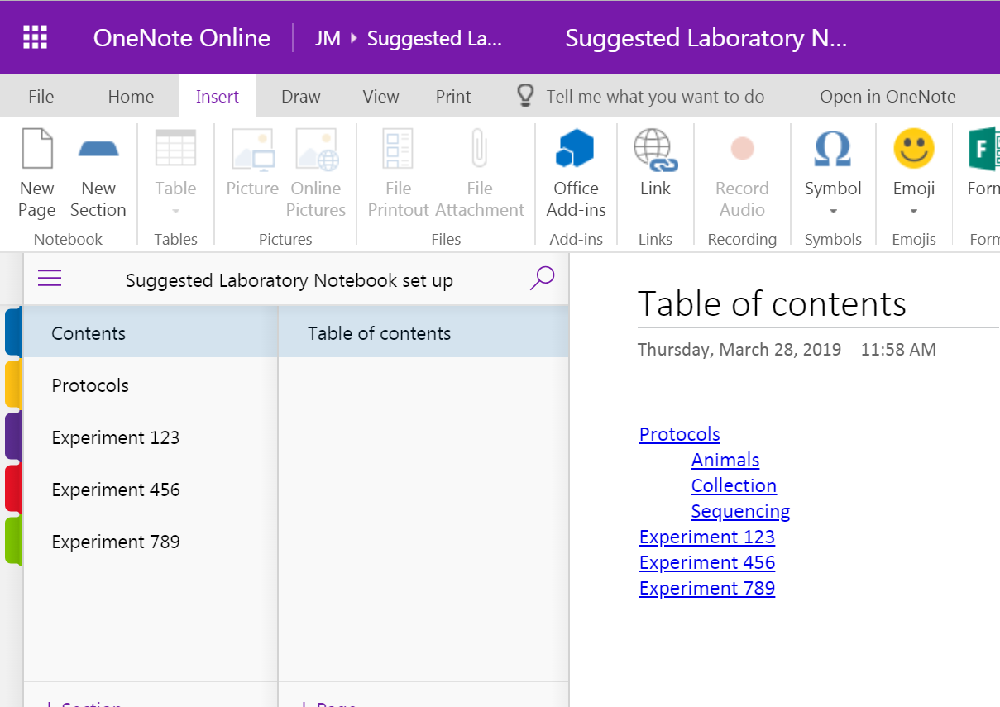 OneNote Online JM Suggested La... Suggested Laboratory N...
File Home Insert Draw View Print Tell me what you want to do Open in OneNote
New Page New Section Table Picture Online Pictures File Printout File Attachment Office Add-ins Link Record Audio Symbol Emoji Form
Notebook Tables Pictures Files Add-ins Links Recording Symbols Emojis Form
Suggested Laboratory Notebook set up
Contents
Protocols
Experiment 123
Experiment 456
Experiment 789
Table of contents
Table of contents
Thursday, March 28, 2019 11:58 AM
Protocols
Animals
Collection
Sequencing
Experiment 123
Experiment 456
Experiment 789
+ Section
+ Page